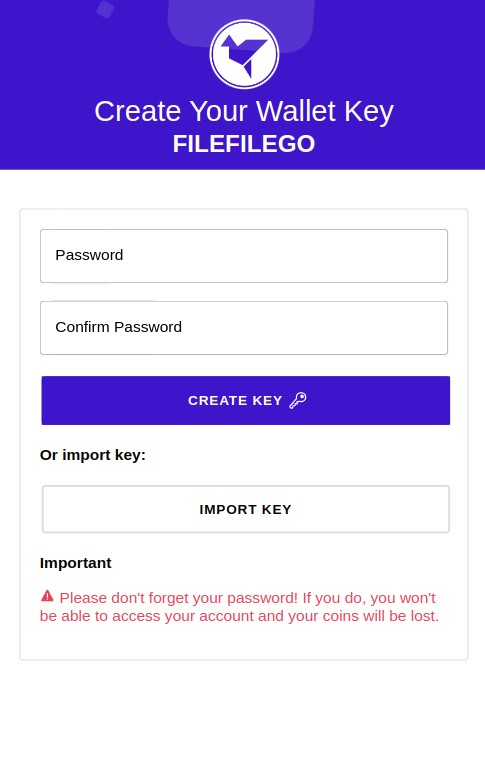 Create Your Wallet Key
FILEFILEGO
Password
Confirm Password
CREATE KEY
Or import key:
IMPORT KEY
Important
Please don't forget your password! If you do, you won't
be able to access your account and your coins will be lost.